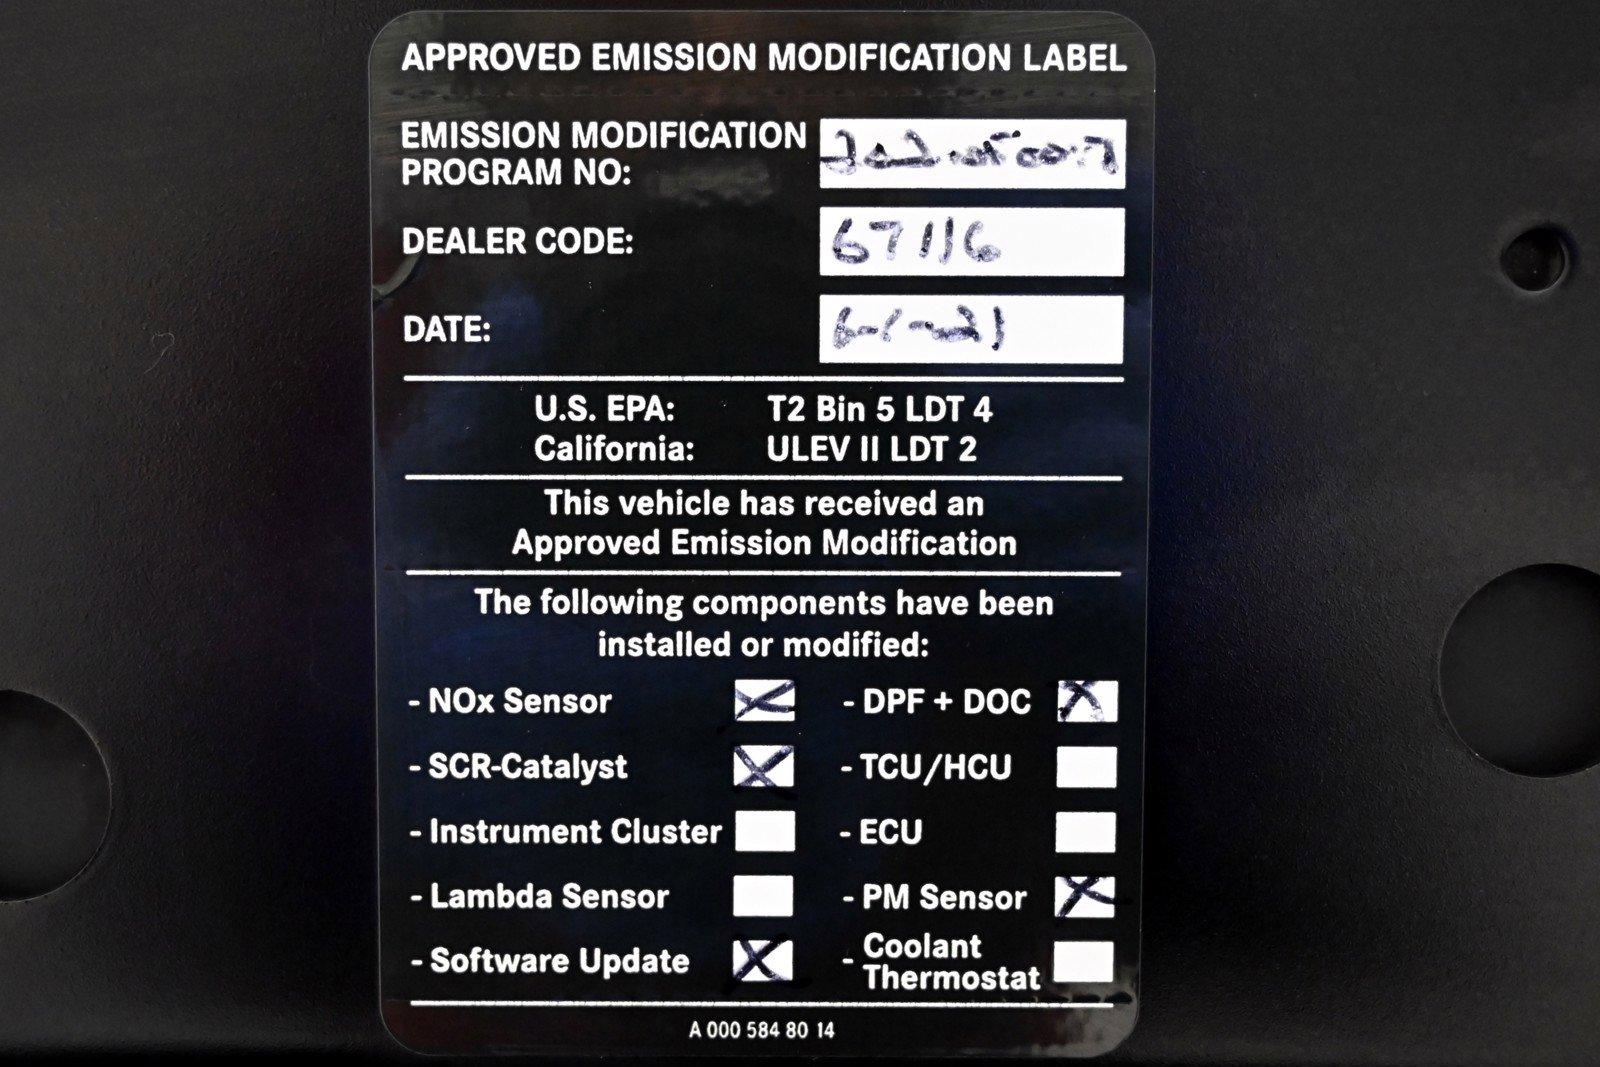 APPROVED EMISSION MODIFICATION LABEL
EMISSION MODIFICATION
PROGRAM NO:
DEALER CODE: 67116
DATE:
U.S. EPA: T2 Bin 5 LDT 4
California: ULEV II LDT 2
This vehicle has received an
Approved Emission Modification
The following components have been
installed or modified:
- NOx Sensor - DPF + DOC
- SCR-Catalyst - TCU/HCU
- Instrument Cluster - ECU
- Lambda Sensor - PM Sensor
- Software Update - Coolant
Thermostat
A 000 584 80 14